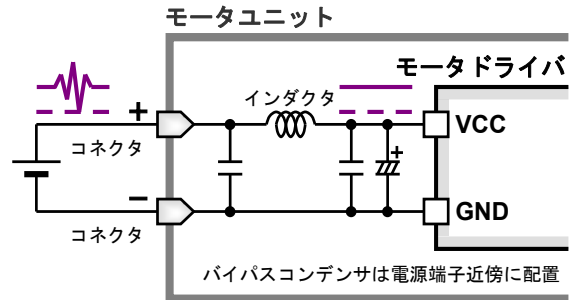 モータユニット
モータドライバ
インダクタ
+
コネクタ
VCC
+
−
GND
コネクタ
バイパスコンデンサは電源端子近傍に配置